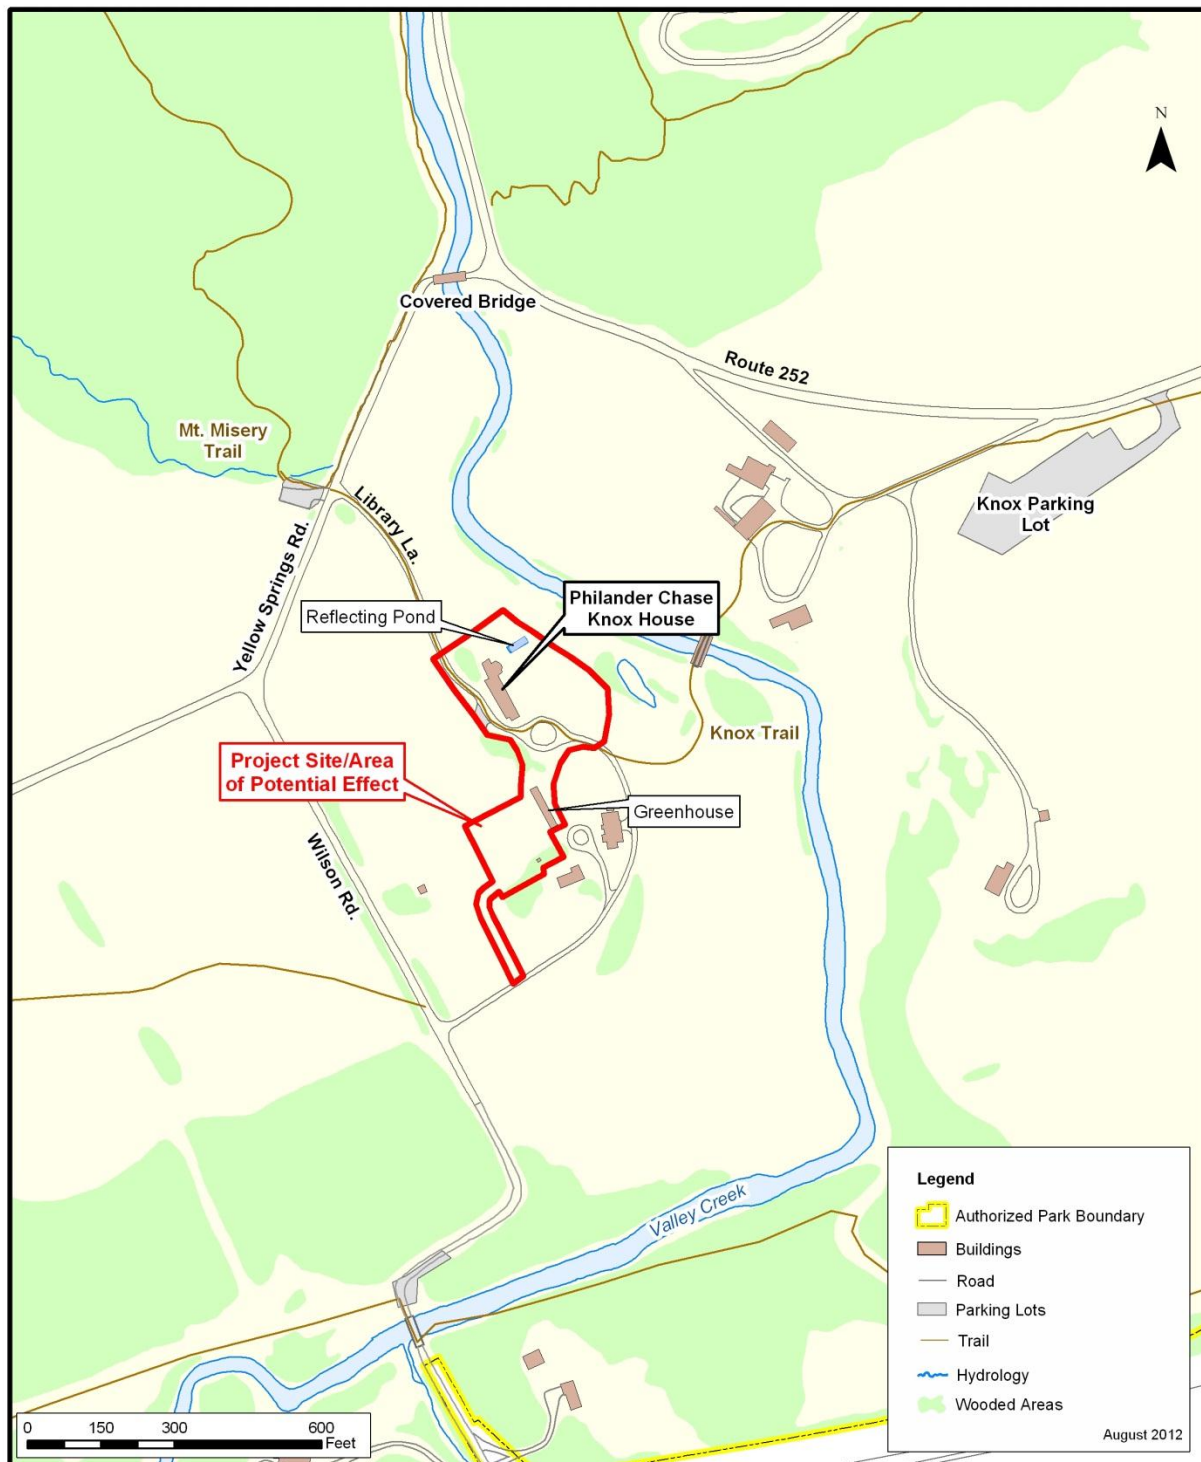 N
Covered Bridge
Route 252
Mt. Misery
Trail
Library La.
Knox Parking
Lot
Yellow Springs Rd.
Reflecting Pond
Philander Chase
Knox House
Knox Trail
Project Site/Area
of Potential Effect
Greenhouse
Wilson Rd.
Valley Creek
Legend
Authorized Park Boundary
Buildings
Road
Parking Lots
Trail
Hydrology
Wooded Areas
August 2012
0 150 300 600
Feet